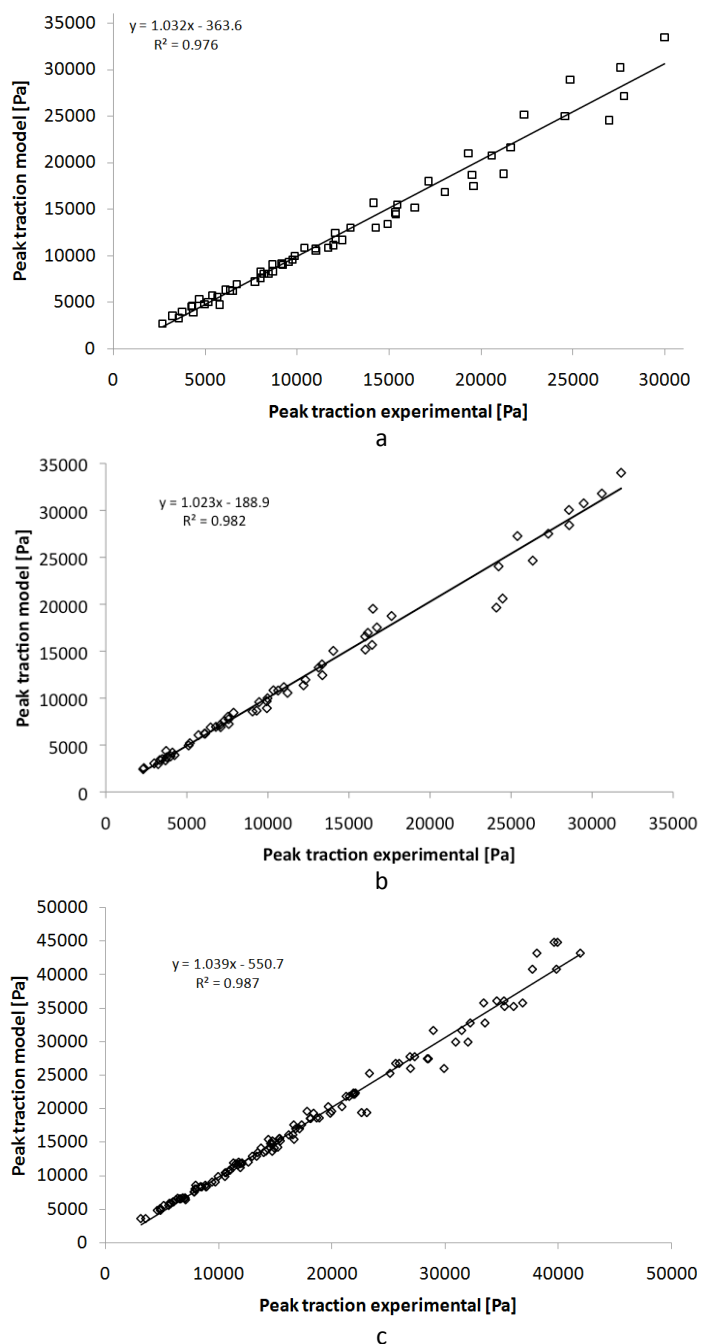 35000
30000
25000
20000
15000
10000
5000
0
Peak traction model [Pa]
y = 1.032x - 363.6
R² = 0.976
0 5000 10000 15000 20000 25000 30000
Peak traction experimental [Pa]
a
35000
30000
25000
20000
15000
10000
5000
0
Peak traction model [Pa]
y = 1.023x - 188.9
R² = 0.982
0 5000 10000 15000 20000 25000 30000 35000
Peak traction experimental [Pa]
b
50000
45000
40000
35000
30000
25000
20000
15000
10000
5000
0
Peak traction model [Pa]
y = 1.039x - 550.7
R² = 0.987
0 10000 20000 30000 40000 50000
Peak traction experimental [Pa]
c